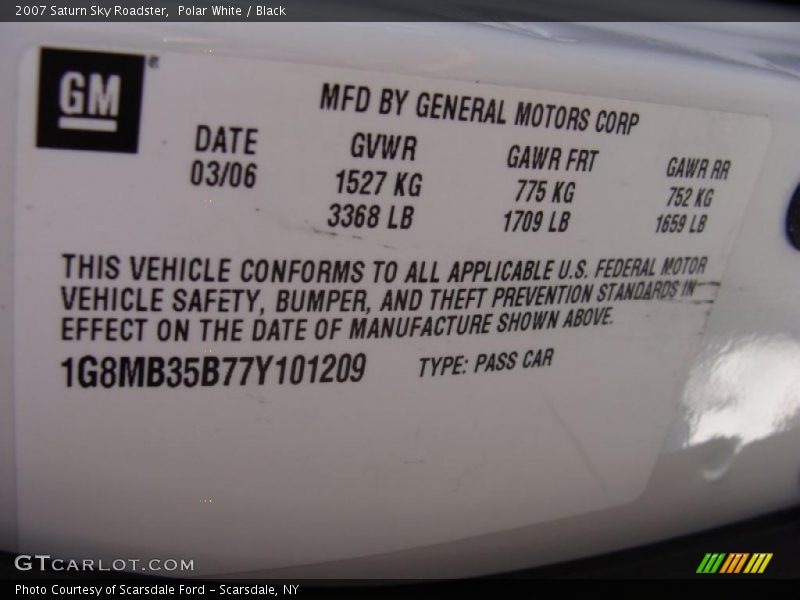 2007 Saturn Sky Roadster,  Polar White / Black
GM®
MFD BY GENERAL MOTORS CORP
DATE GVWR GAWR FRT GAWR RR
03/06 1527 KG 775 KG 752 KG
3368 LB 1709 LB 1659 LB
THIS VEHICLE CONFORMS TO ALL APPLICABLE U.S. FEDERAL MOTOR
VEHICLE SAFETY, BUMPER, AND THEFT PREVENTION STANDARDS IN
EFFECT ON THE DATE OF MANUFACTURE SHOWN ABOVE.
1G8MB35B77Y101209 TYPE: PASS CAR
GTCARLOT.COM
Photo Courtesy of Scarsdale Ford - Scarsdale, NY